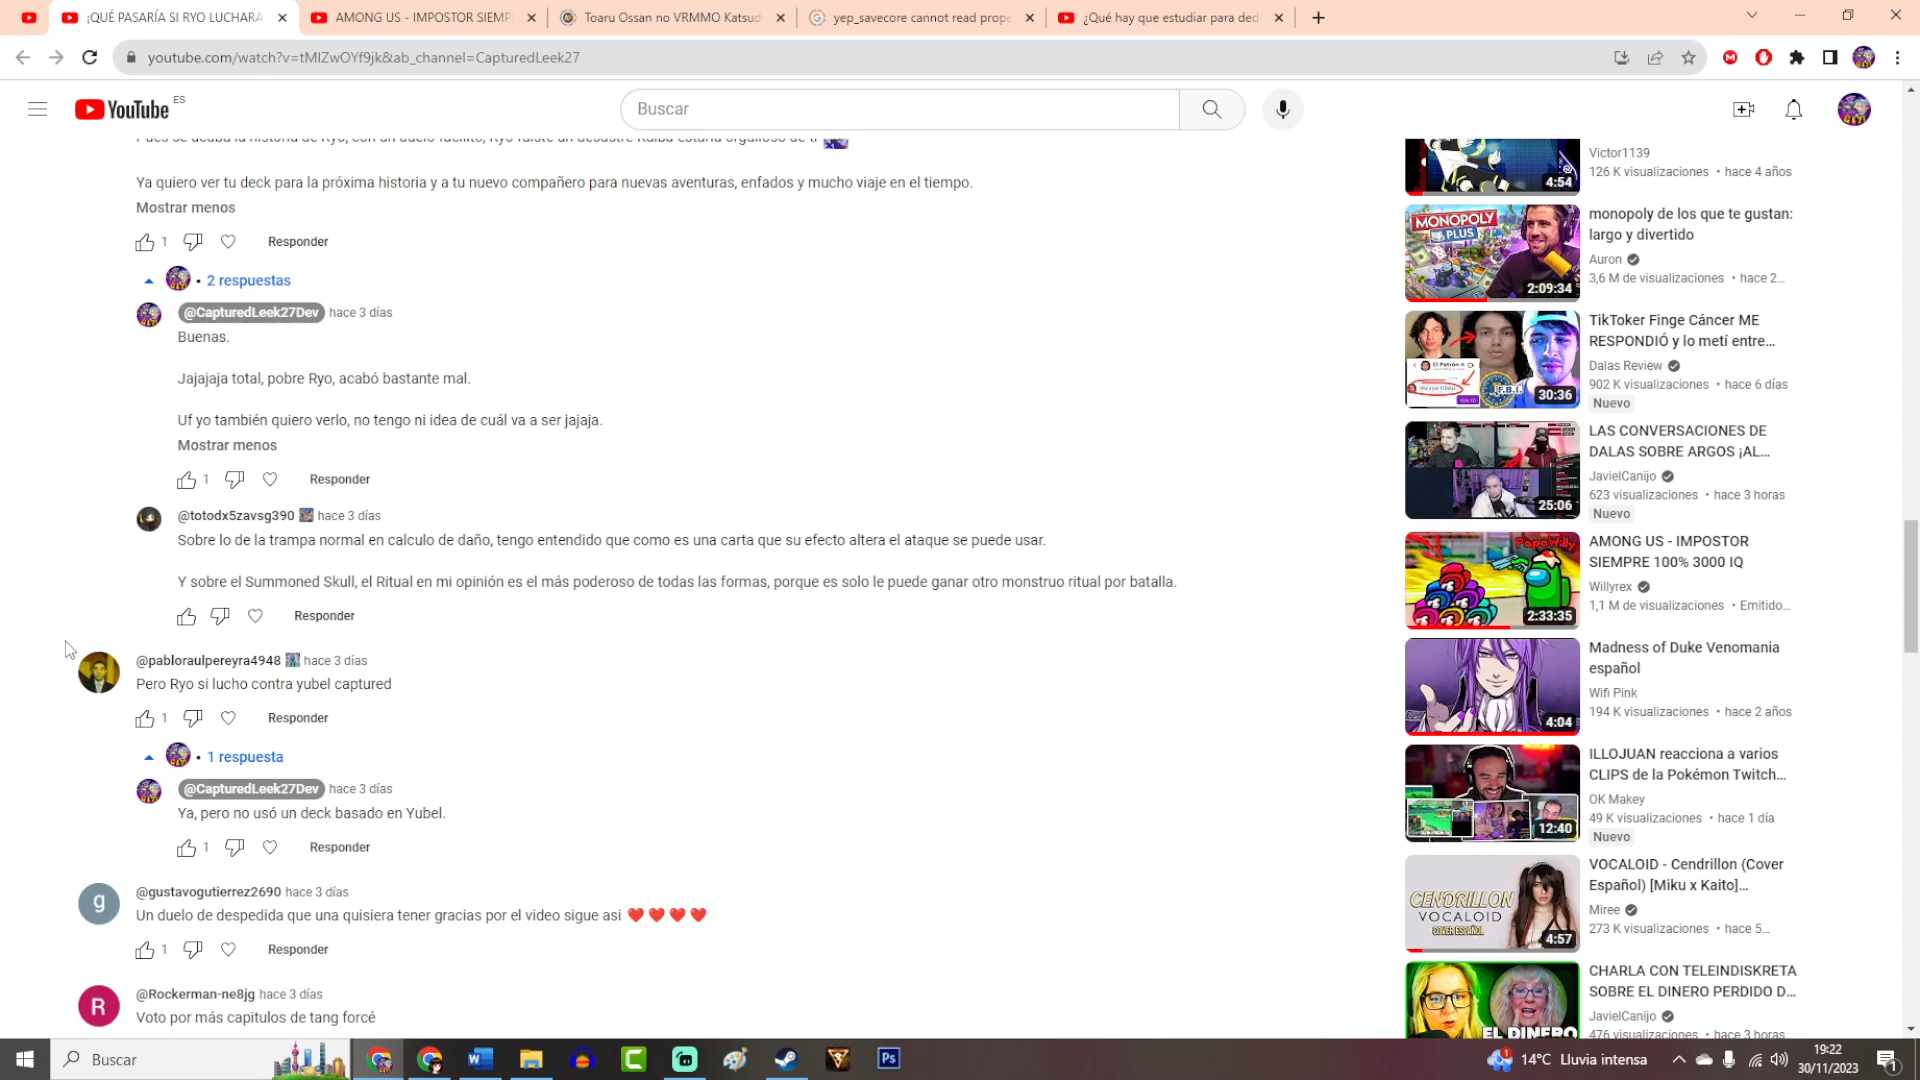 ¡QUÉ PASARÍA SI RYO LUCHARA
AMONG US - IMPOSTOR SIEMP
Toaru Ossan no VRMMO Katsud
yep_savecore cannot read prope
¿Qué hay que estudiar para dedi
youtube.com/watch?v=tMIZwOYf9jk&ab_channel=CapturedLeek27
YouTube ES
Buscar
Ya quiero ver tu deck para la próxima historia y a tu nuevo compañero para nuevas aventuras, enfados y mucho viaje en el tiempo.
Mostrar menos
1 Responder
2 respuestas
@CapturedLeek27Dev hace 3 días
Buenas.
Jajajaja total, pobre Ryo, acabó bastante mal.
Uf yo también quiero verlo, no tengo ni idea de cuál va a ser jajaja.
Mostrar menos
1 Responder
@totodx5zavsg390 hace 3 días
Sobre lo de la trampa normal en calculo de daño, tengo entendido que como es una carta que su efecto altera el ataque se puede usar.
Y sobre el Summoned Skull, el Ritual en mi opinión es el más poderoso de todas las formas, porque es solo le puede ganar otro monstruo ritual por batalla.
Responder
@pabloraulpereyra4948 hace 3 días
Pero Ryo si lucho contra yubel captured
1 Responder
1 respuesta
@CapturedLeek27Dev hace 3 días
Ya, pero no usó un deck basado en Yubel.
1 Responder
g
@gustavogutierrez2690 hace 3 días
Un duelo de despedida que una quisiera tener gracias por el video sigue asi ❤❤❤❤
1 Responder
R
@Rockerman-ne8jg hace 3 días
Voto por más capitulos de tang forcé
4:54
Victor1139
126 K visualizaciones • hace 4 años
MONOPOLY
PLUS
2:09:34
monopoly de los que te gustan:
largo y divertido
Auron
3,6 M de visualizaciones • hace 2...
El Patrón
F.B.I.
30:36
TikToker Finge Cáncer ME
RESPONDIÓ y lo metí entre...
Dalas Review
902 K visualizaciones • hace 6 días
Nuevo
25:06
LAS CONVERSACIONES DE
DALAS SOBRE ARGOS ¡AL...
JavielCanijo
623 visualizaciones • hace 3 horas
Nuevo
PapaWilly
2:33:35
AMONG US - IMPOSTOR
SIEMPRE 100% 3000 IQ
Willyrex
1,1 M de visualizaciones • Emitido...
4:04
Madness of Duke Venomania
español
Wifi Pink
194 K visualizaciones • hace 2 años
12:40
ILLOJUAN reacciona a varios
CLIPS de la Pokémon Twitch...
OK Makey
49 K visualizaciones • hace 1 día
Nuevo
CENDRILLON
VOCALOID
COVER ESPAÑOL
4:57
VOCALOID - Cendrillon (Cover
Español) [Miku x Kaito]...
Miree
273 K visualizaciones • hace 5...
EL DINERO
CHARLA CON TELEINDISKRETA
SOBRE EL DINERO PERDIDO D...
JavielCanijo
476 visualizaciones • hace 3 horas
Buscar
Ps
14°C Lluvia intensa
19:22
30/11/2023
1